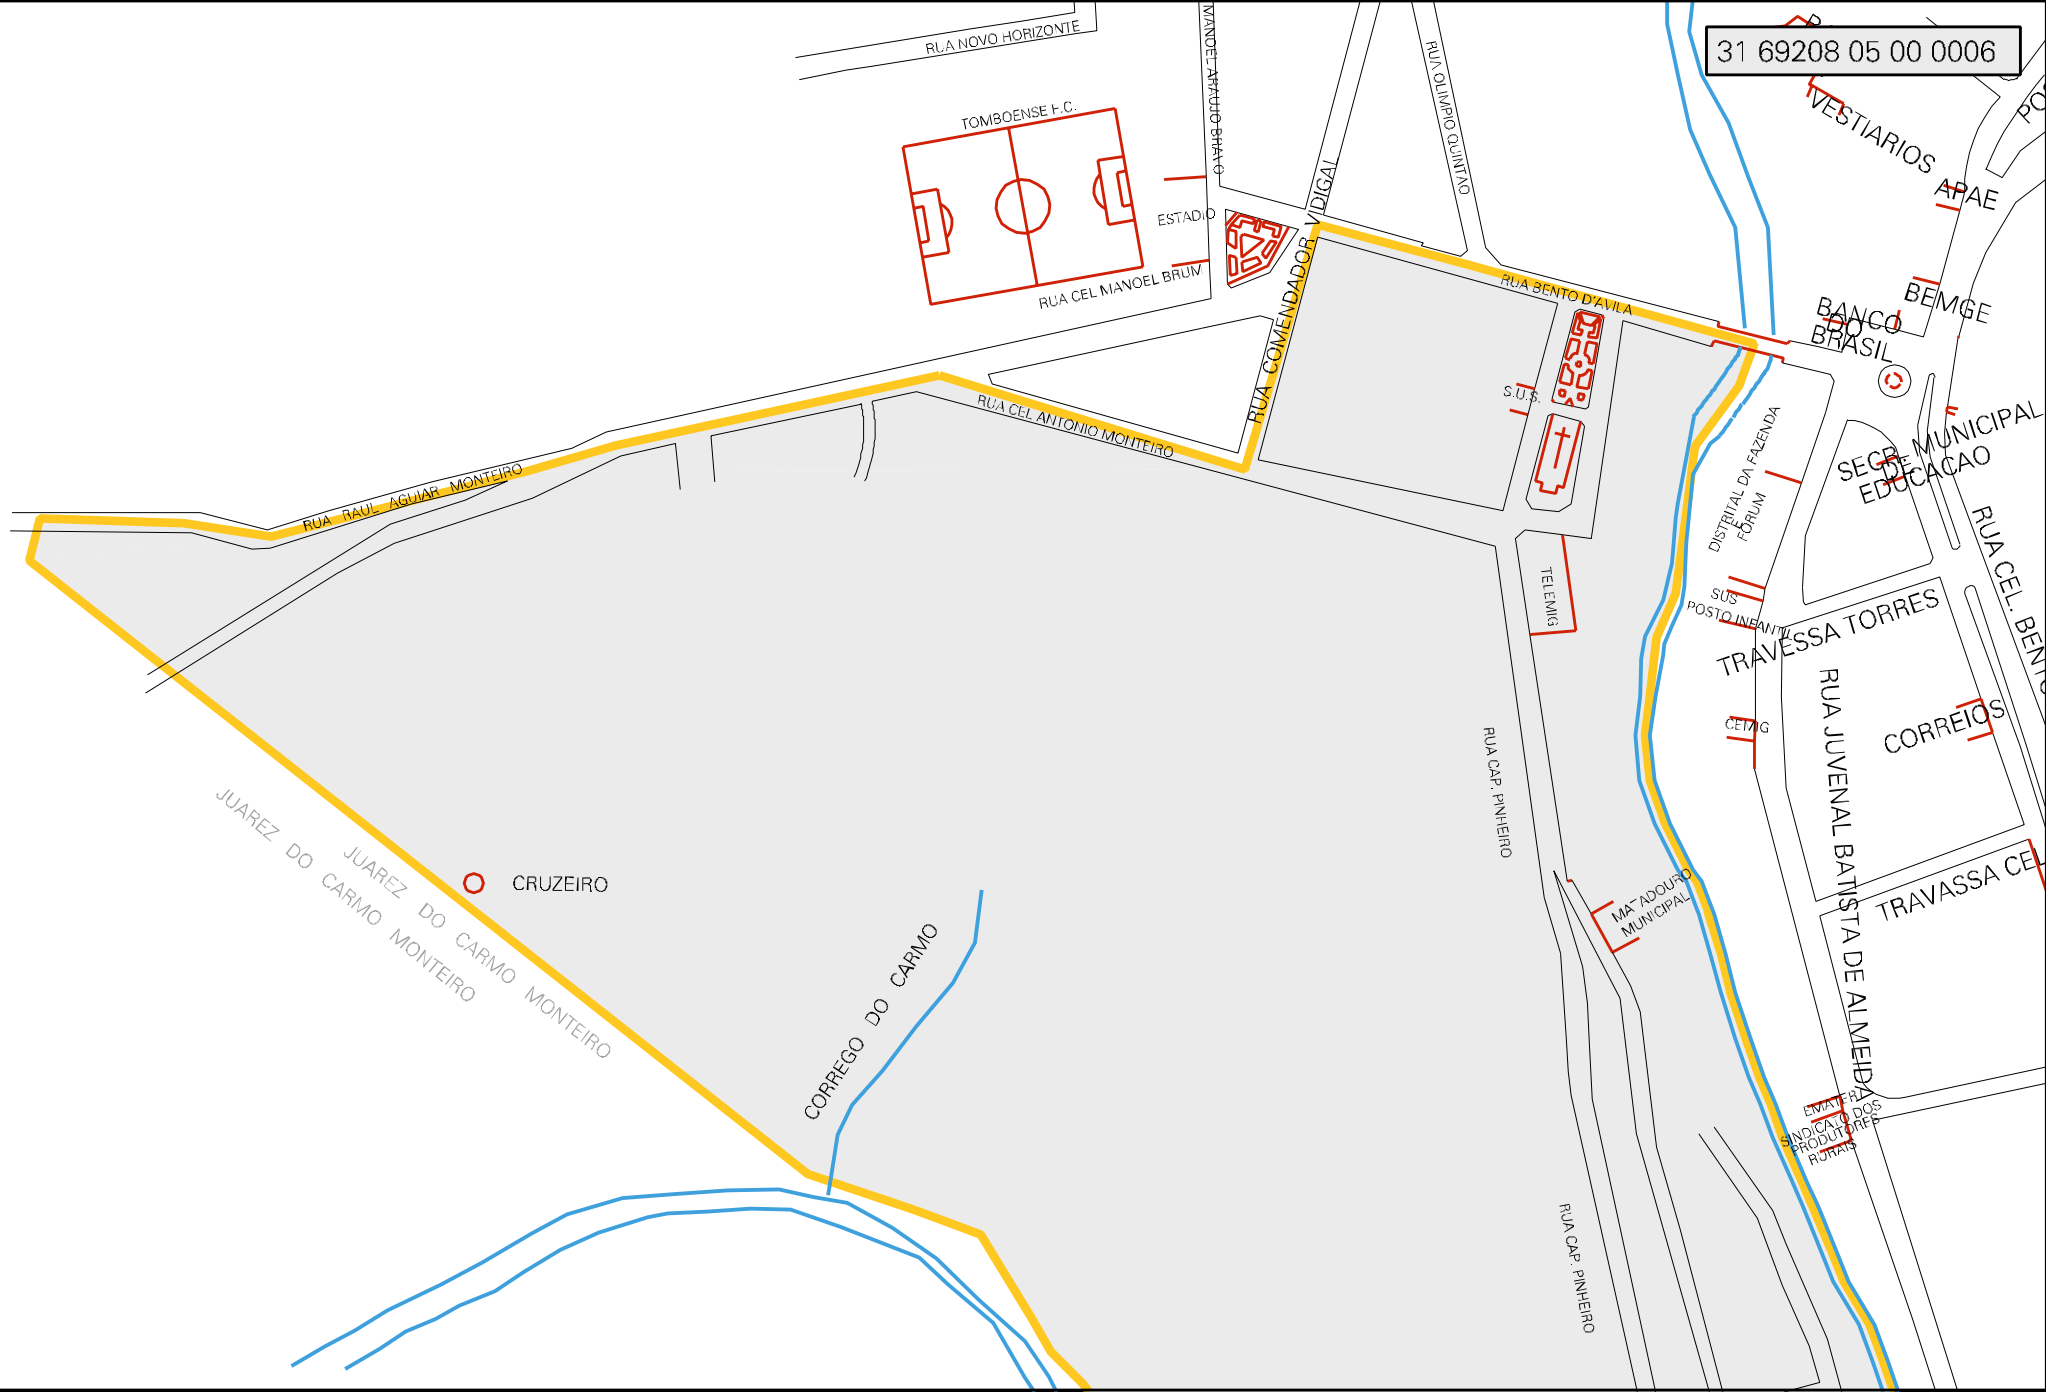 31 69208 05 00 0006
RUA NOVO HORIZONTE
MANOEL ARAUJO BRAVO
RUA OLIMPIO QUINTAO
TOMBOENSE F.C.
VESTIARIOS
APAE
ESTADIO
RUA CEL MANOEL BRUM
RUA COMENDADOR VIDIGAL
RUA BENTO D'AVILA
BEMGE
BANCO
DO
BRASIL
S.U.S.
RUA CEL ANTONIO MONTEIRO
RUA RAUL AGUIAR MONTEIRO
DISTRIITAL DA FAZENDA
E
FORUM
SECR. MUNICIPAL
DE
EDUCACAO
RUA CEL. BENTO
TELEMIG
SUS
POSTO INFANTIL
TRAVESSA TORRES
CEMIG
CORREIOS
RUA JUVENAL BATISTA DE ALMEIDA
RUA CAP. PINHEIRO
JUAREZ DO CARMO MONTEIRO
JUAREZ DO CARMO MONTEIRO
CRUZEIRO
CORREGO DO CARMO
MATADOURO
MUNICIPAL
TRAVASSA CEL
EMATER
SINDICATO DOS
PRODUTORES
RURAIS
RUA CAP. PINHEIRO